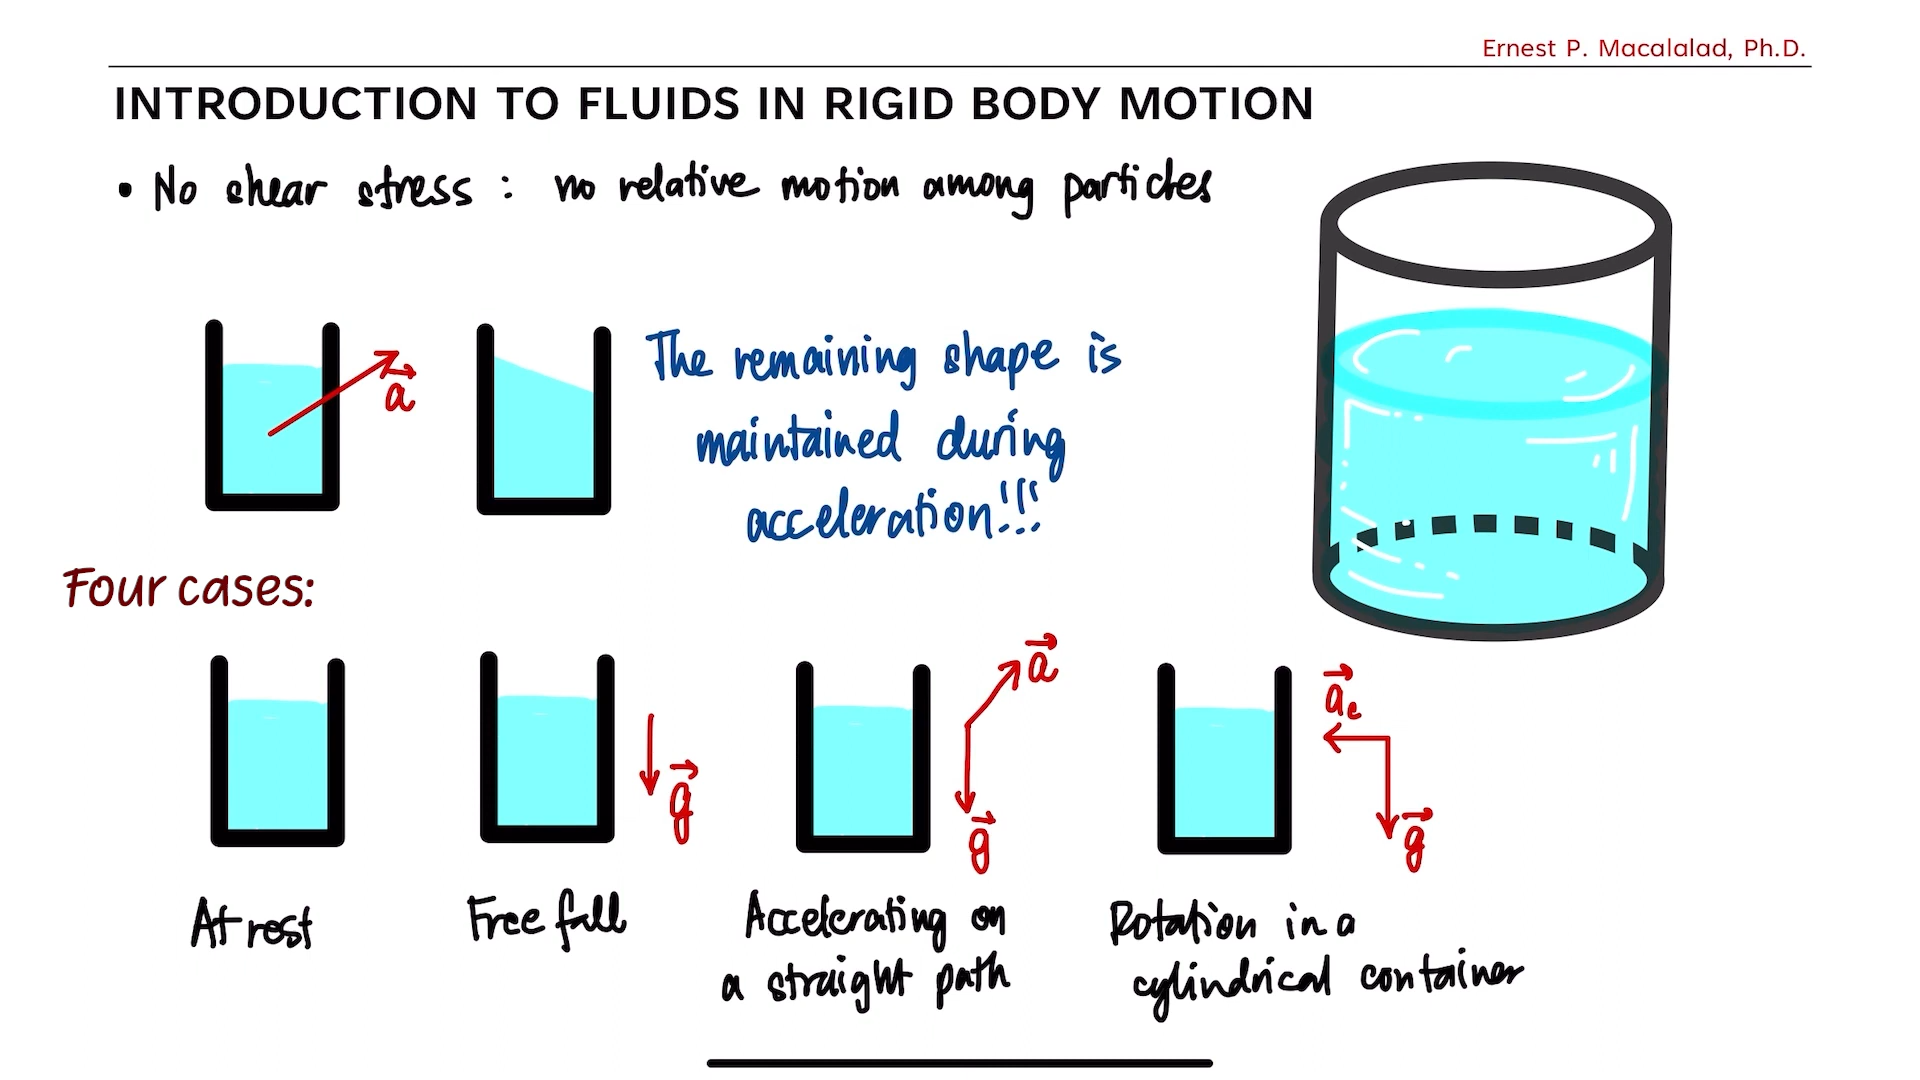 Ernest P. Macalalad, Ph.D.
INTRODUCTION TO FLUIDS IN RIGID BODY MOTION
• No shear stress : no relative motion among particles
a
The remaining shape is
maintained during
acceleration!!!
Four cases:
a
a_c
g
g
g
At rest
Free fall
Accelerating on
a straight path
Rotation in a
cylindrical container